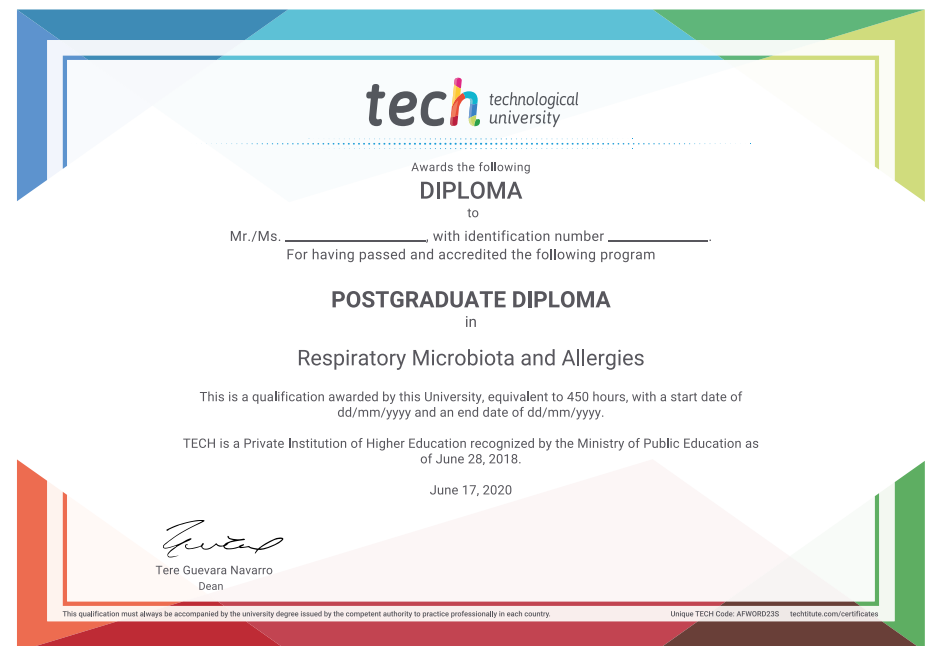 tech technological
university
Awards the following
DIPLOMA
to
Mr./Ms. ____________________, with identification number ______________.
For having passed and accredited the following program
POSTGRADUATE DIPLOMA
in
Respiratory Microbiota and Allergies
This is a qualification awarded by this University, equivalent to 450 hours, with a start date of
dd/mm/yyyy and an end date of dd/mm/yyyy.
TECH is a Private Institution of Higher Education recognized by the Ministry of Public Education as
of June 28, 2018.
June 17, 2020
Tere Guevara Navarro
Dean
This qualification must always be accompanied by the university degree issued by the competent authority to practice professionally in each country. Unique TECH Code: AFWORD23S techtitute.com/certificates